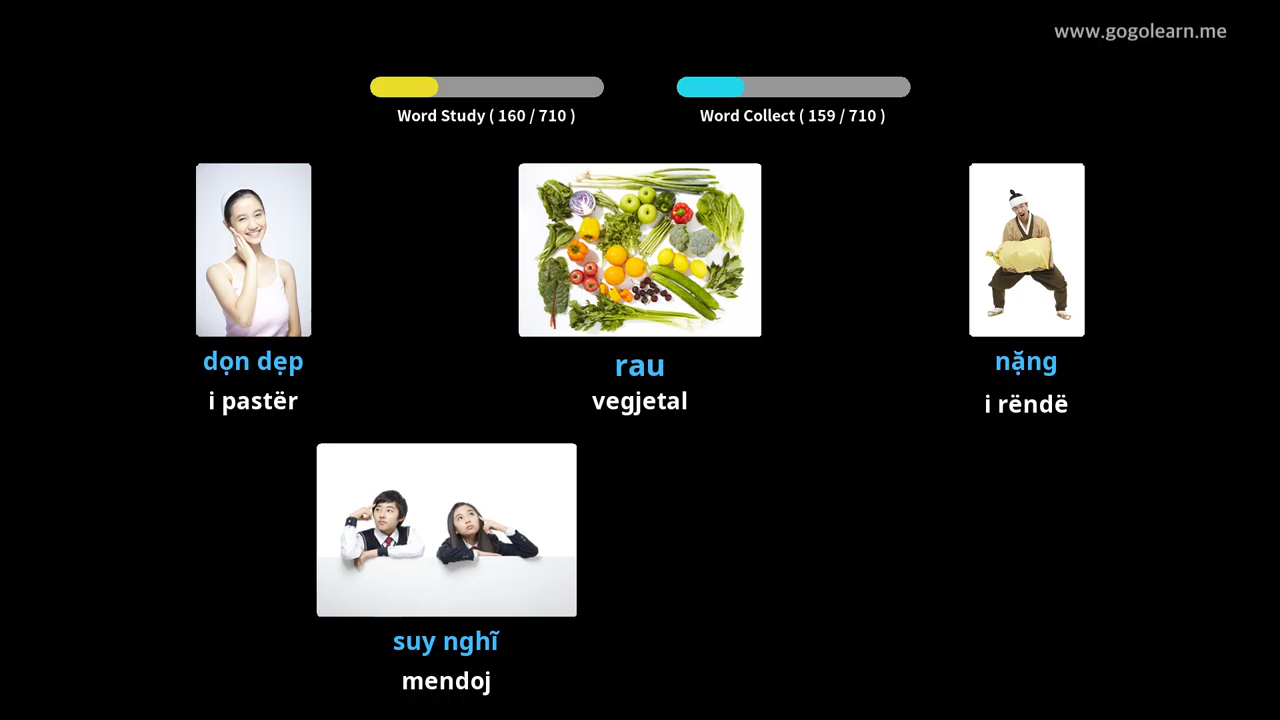 www.gogolearn.me
Word Study ( 160 / 710 )
Word Collect ( 159 / 710 )
dọn dẹp
i pastër
rau
vegjetal
nặng
i rëndë
suy nghĩ
mendoj